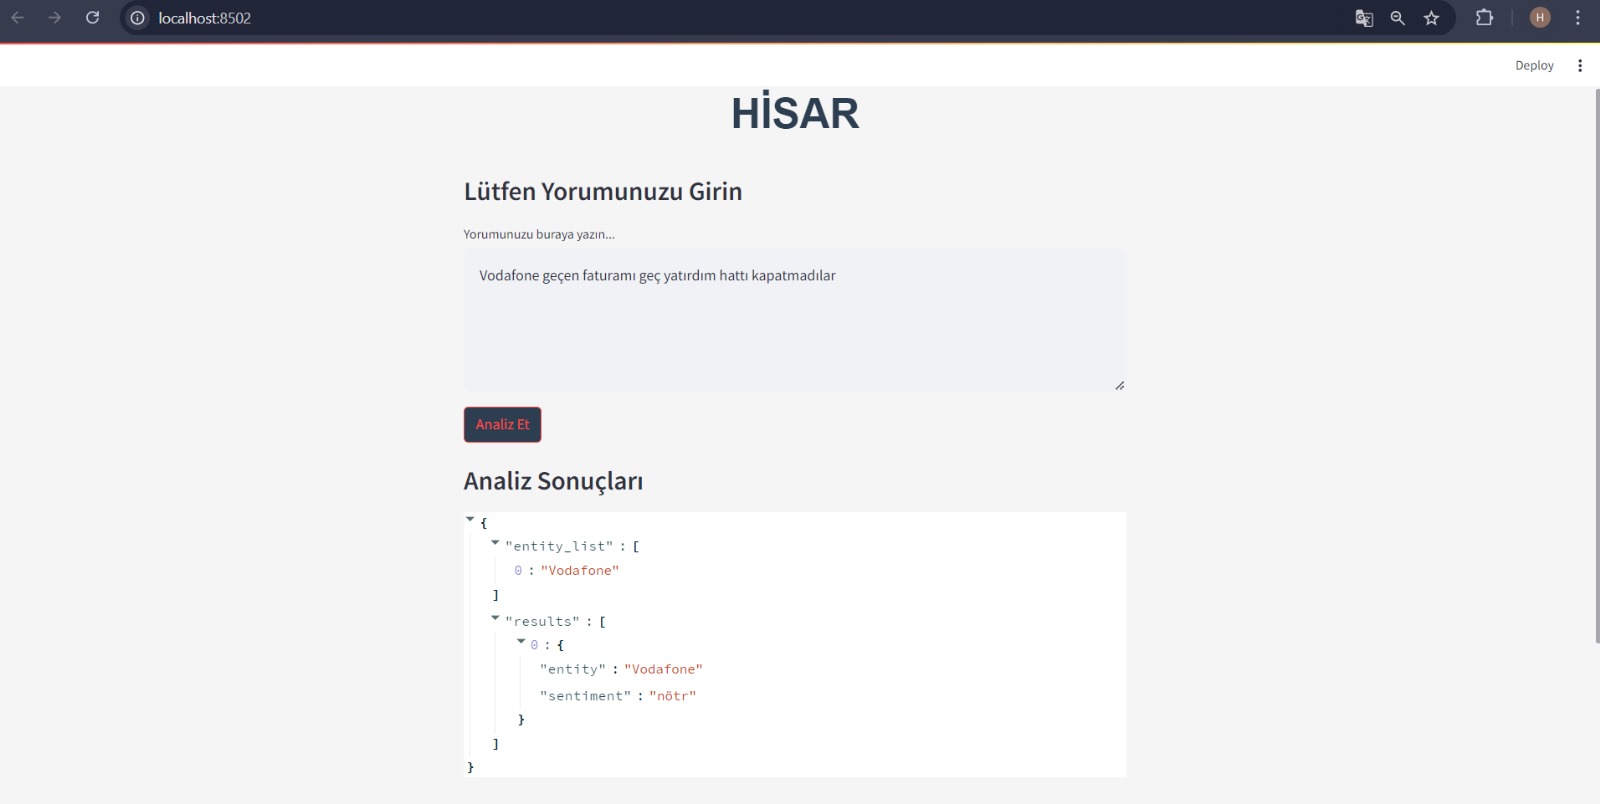 localhost:8502
H
Deploy
HİSAR
Lütfen Yorumunuzu Girin
Yorumunuzu buraya yazın...
Vodafone geçen faturamı geç yatırdım hattı kapatmadılar
Analiz Et
Analiz Sonuçları
{
"entity_list" : [
0 : "Vodafone"
]
"results" : [
0 : {
"entity" : "Vodafone"
"sentiment" : "nötr"
}
]
}